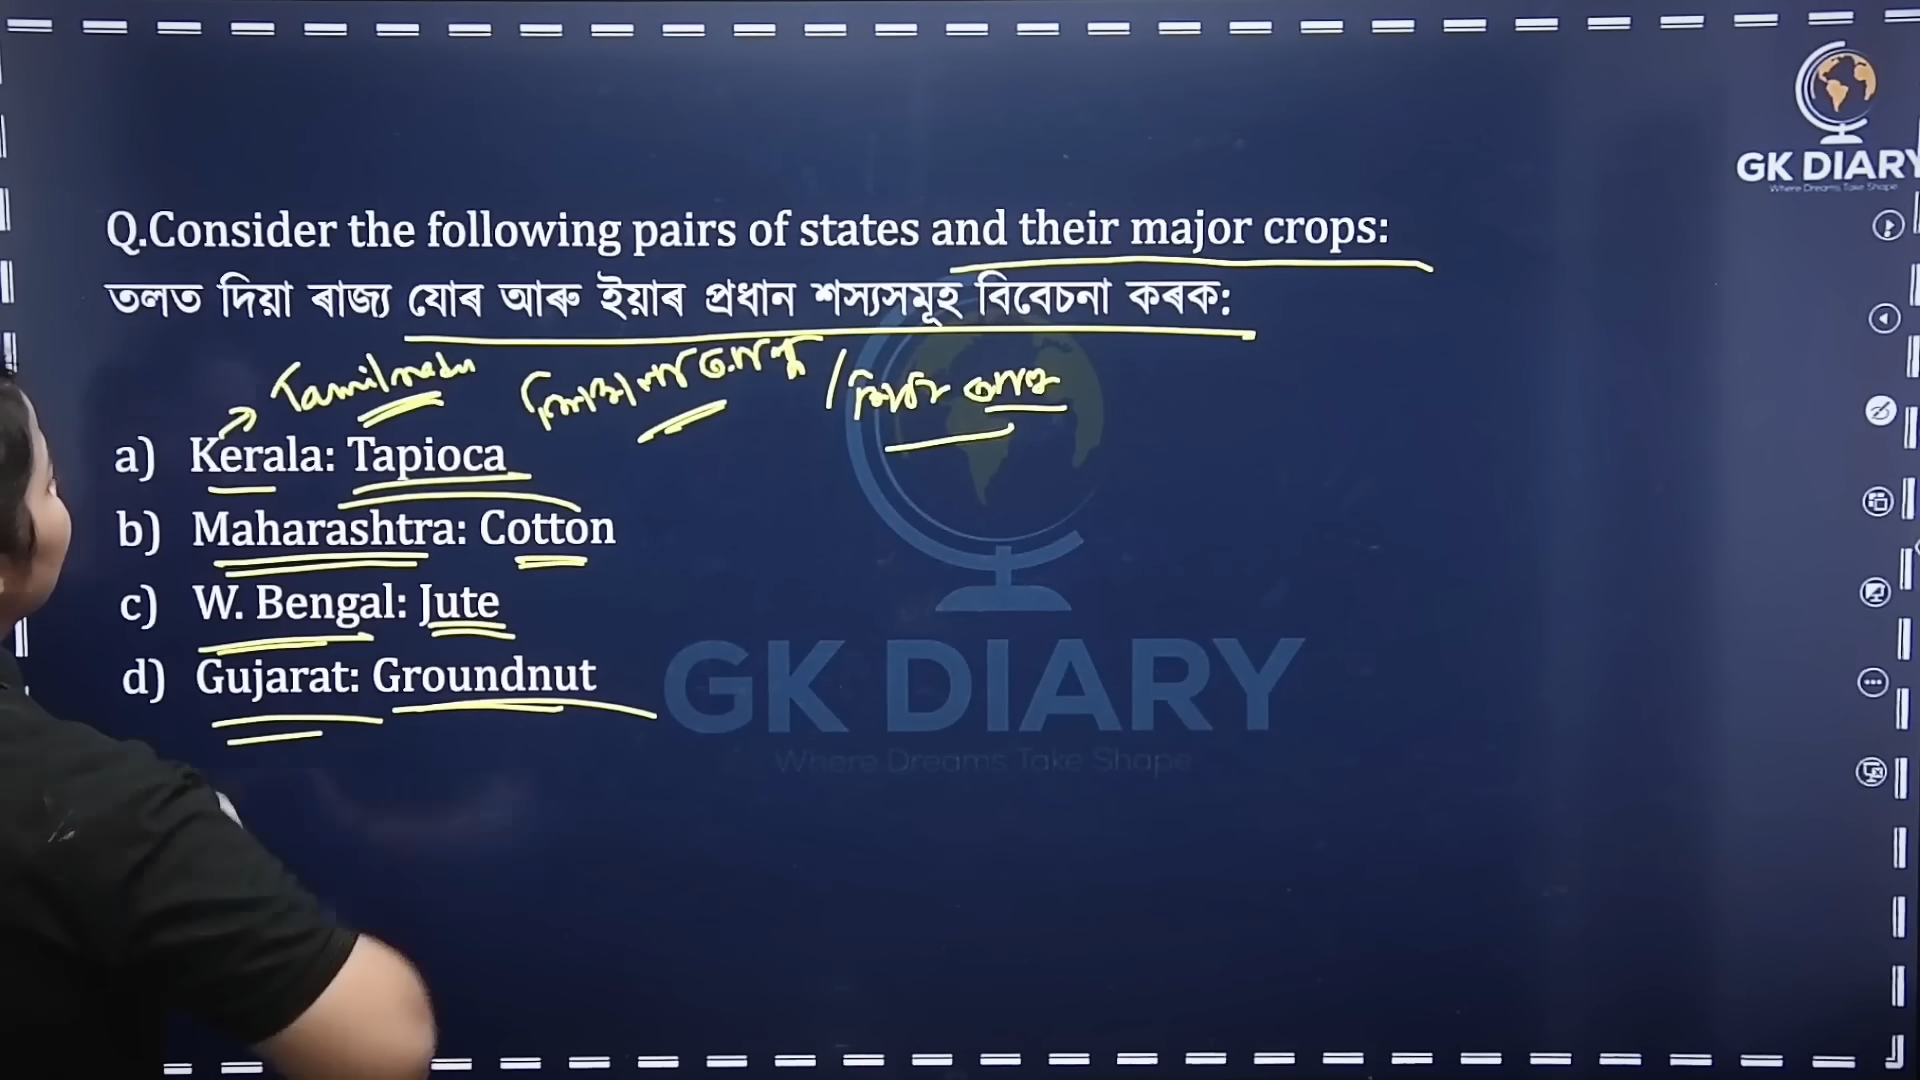 GK DIARY
Where Dreams Take Shape
Q.Consider the following pairs of states and their major crops:
তলত দিয়া ৰাজ্য যোৰ আৰু ইয়াৰ প্ৰধান শস্যসমূহ বিবেচনা কৰক:
Tamilnadu
a) Kerala: Tapioca
b) Maharashtra: Cotton
c) W. Bengal: Jute
d) Gujarat: Groundnut
GK DIARY
Where Dreams Take Shape